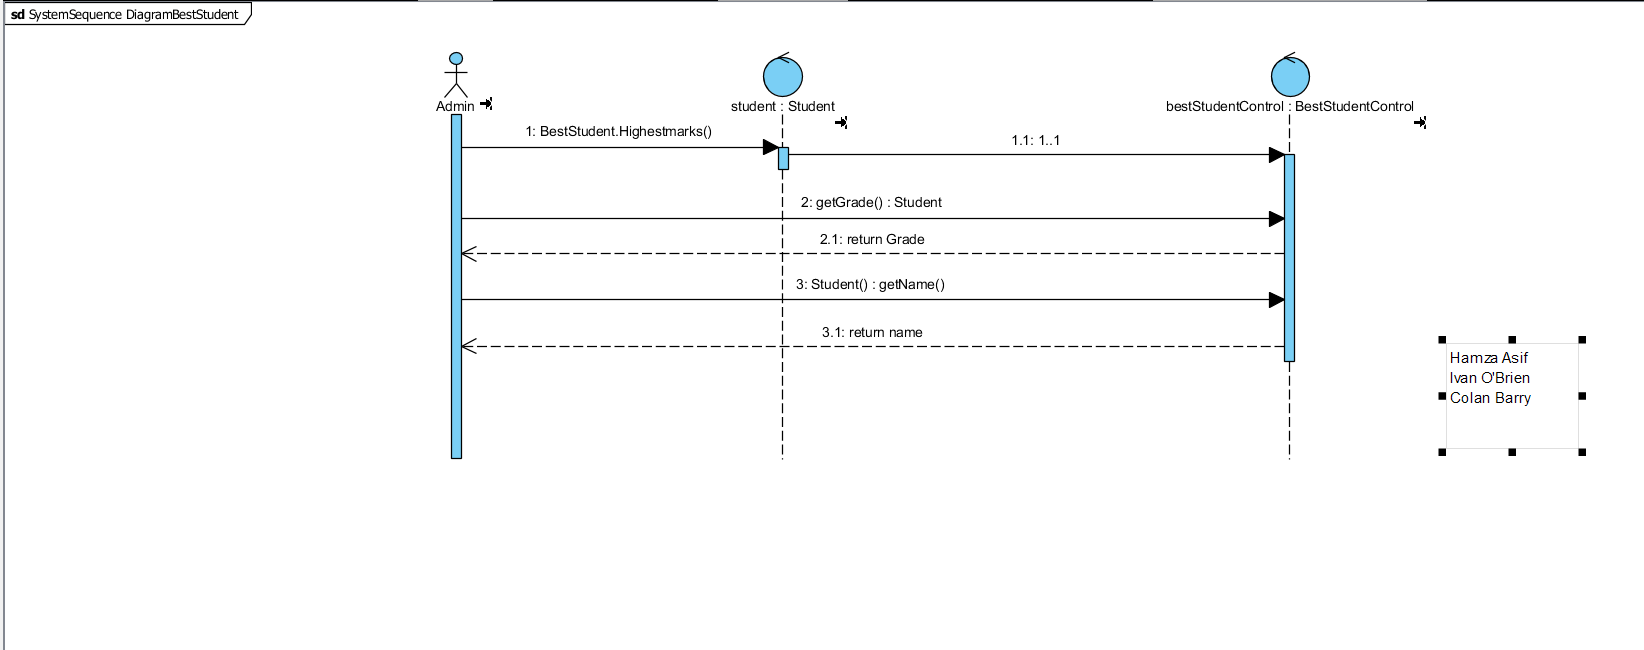 sd SystemSequence DiagramBestStudent
Admin
student : Student
bestStudentControl : BestStudentControl
1: BestStudent.Highestmarks()
1.1: 1..1
2: getGrade() : Student
2.1: return Grade
3: Student() : getName()
3.1: return name
Hamza Asif
Ivan O'Brien
Colan Barry